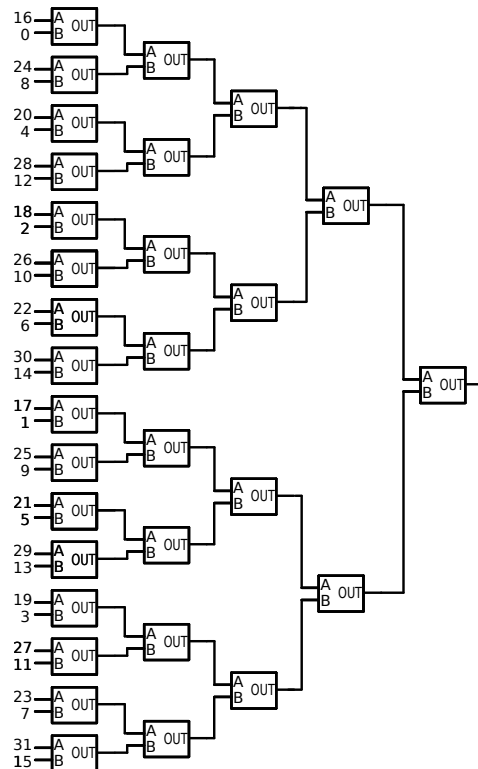 16 A OUT
0 B
24 A OUT
8 B
20 A OUT
4 B
28 A OUT
12 B
18 A OUT
2 B
26 A OUT
10 B
22 A OUT
6 B
30 A OUT
14 B
17 A OUT
1 B
25 A OUT
9 B
21 A OUT
5 B
29 A OUT
13 B
19 A OUT
3 B
27 A OUT
11 B
23 A OUT
7 B
31 A OUT
15 B
A OUT
B
A OUT
B
A OUT
B
A OUT
B
A OUT
B
A OUT
B
A OUT
B
A OUT
B
A OUT
B
A OUT
B
A OUT
B
A OUT
B
A OUT
B
A OUT
B
A OUT
B